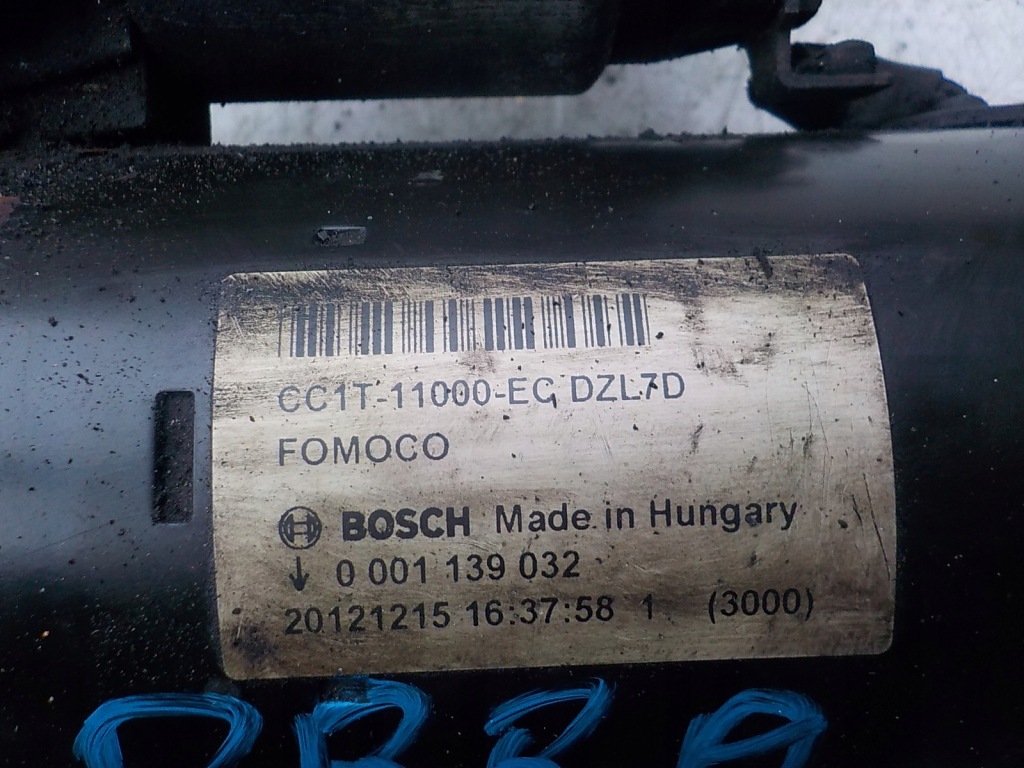 CC1T-11000-EC DZL7D
FOMOCO
BOSCH Made in Hungary
↓ 0 001 139 032
20121215 16:37:58 1 (3000)